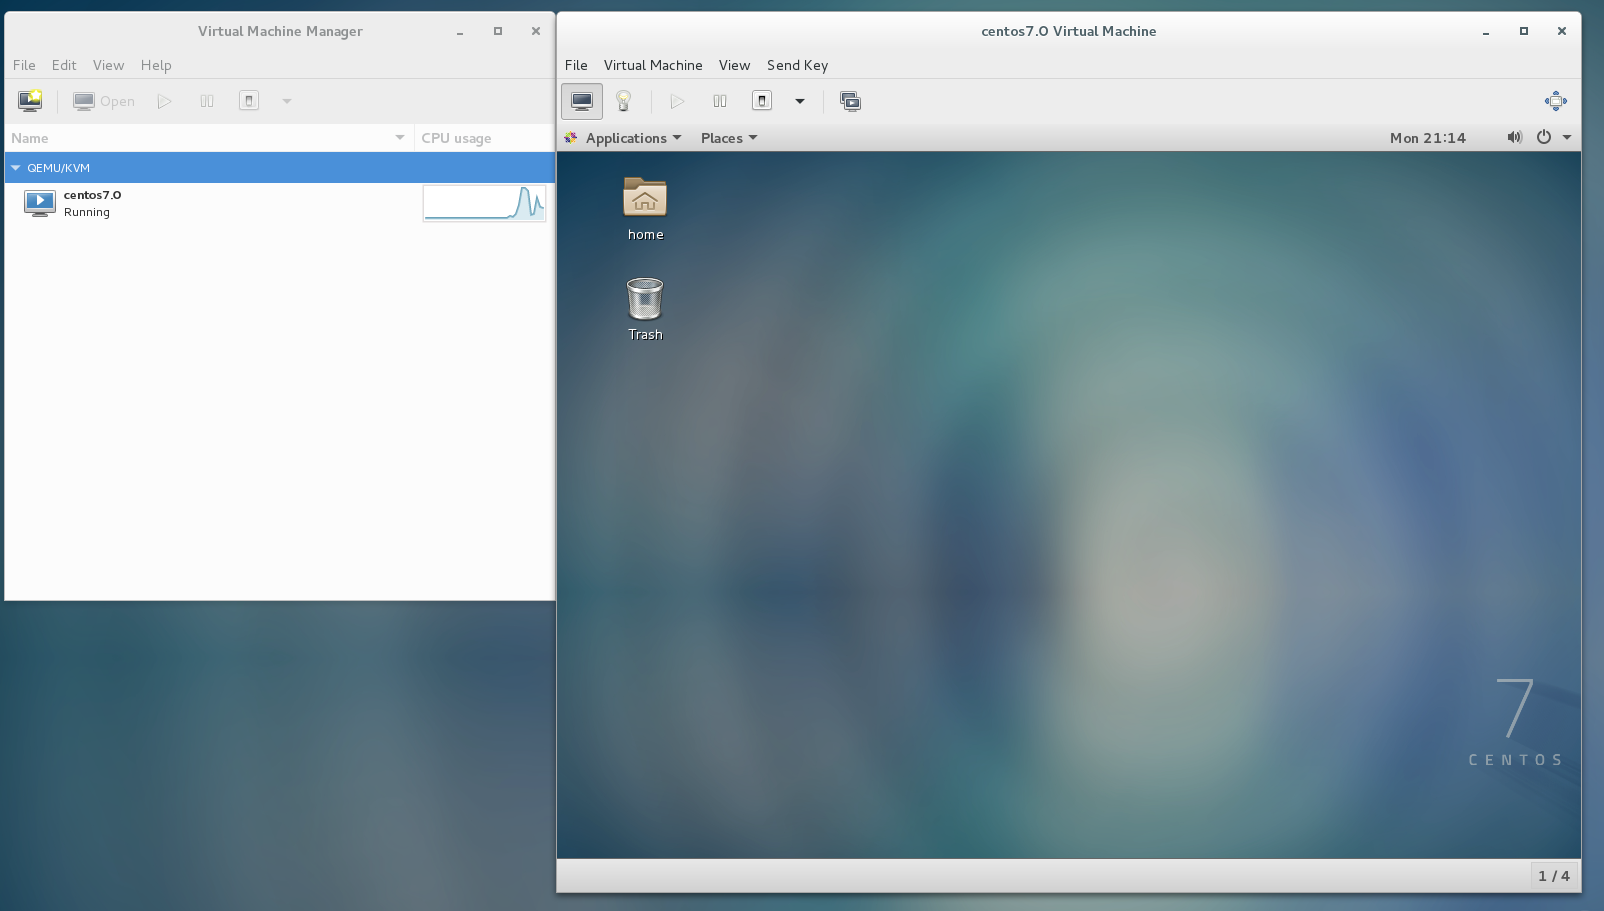 Virtual Machine Manager
File Edit View Help
Open
Name CPU usage
QEMU/KVM
centos7.0
Running
centos7.0 Virtual Machine
File Virtual Machine View Send Key
Applications Places Mon 21:14
home
Trash
7
CENTOS
1 / 4